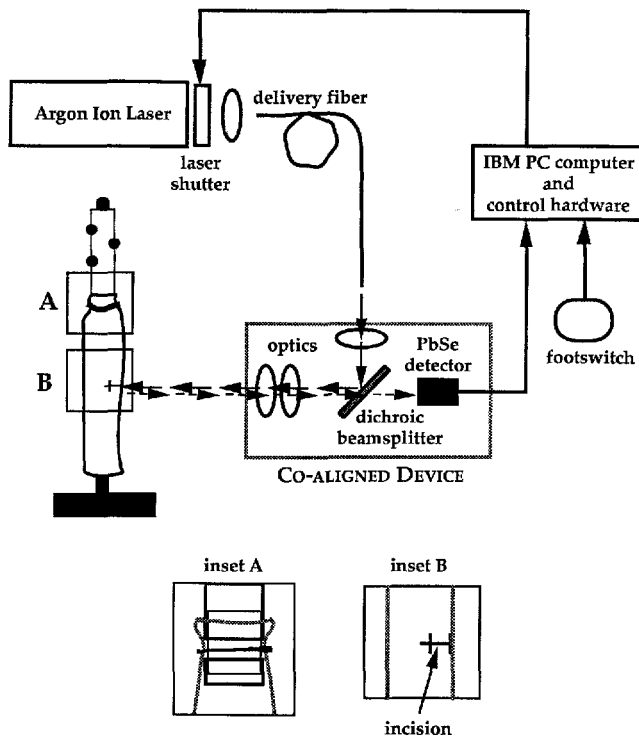 Argon Ion Laser
delivery fiber
laser
shutter
IBM PC computer
and
control hardware
A
B
optics
PbSe
detector
footswitch
dichroic
beamsplitter
CO-ALIGNED DEVICE
inset A
inset B
incision